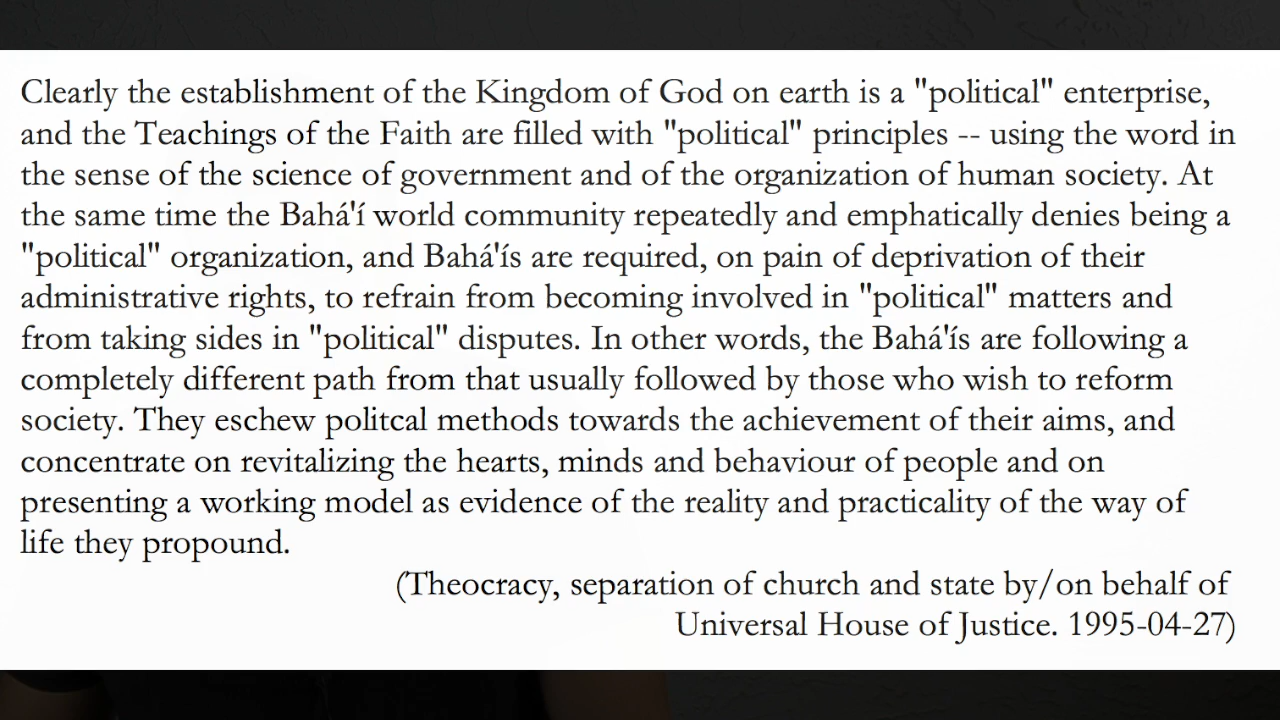 Clearly the establishment of the Kingdom of God on earth is a "political" enterprise,
and the Teachings of the Faith are filled with "political" principles -- using the word in
the sense of the science of government and of the organization of human society. At
the same time the Bahá'í world community repeatedly and emphatically denies being a
"political" organization, and Bahá'ís are required, on pain of deprivation of their
administrative rights, to refrain from becoming involved in "political" matters and
from taking sides in "political" disputes. In other words, the Bahá'ís are following a
completely different path from that usually followed by those who wish to reform
society. They eschew politcal methods towards the achievement of their aims, and
concentrate on revitalizing the hearts, minds and behaviour of people and on
presenting a working model as evidence of the reality and practicality of the way of
life they propound.
(Theocracy, separation of church and state by/on behalf of
Universal House of Justice. 1995-04-27)